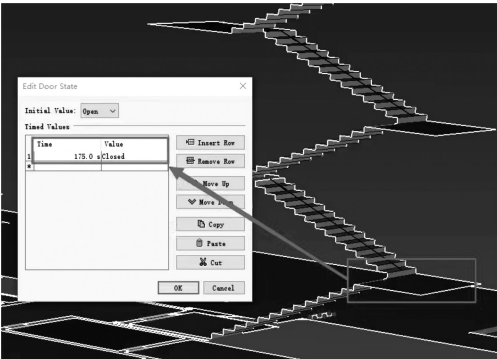 Edit Door State
Initial Value: Open
Timed Values
Time Value
1 175.0 s Closed
*
Insert Row
Remove Row
Move Up
Move Down
Copy
Paste
Cut
OK Cancel